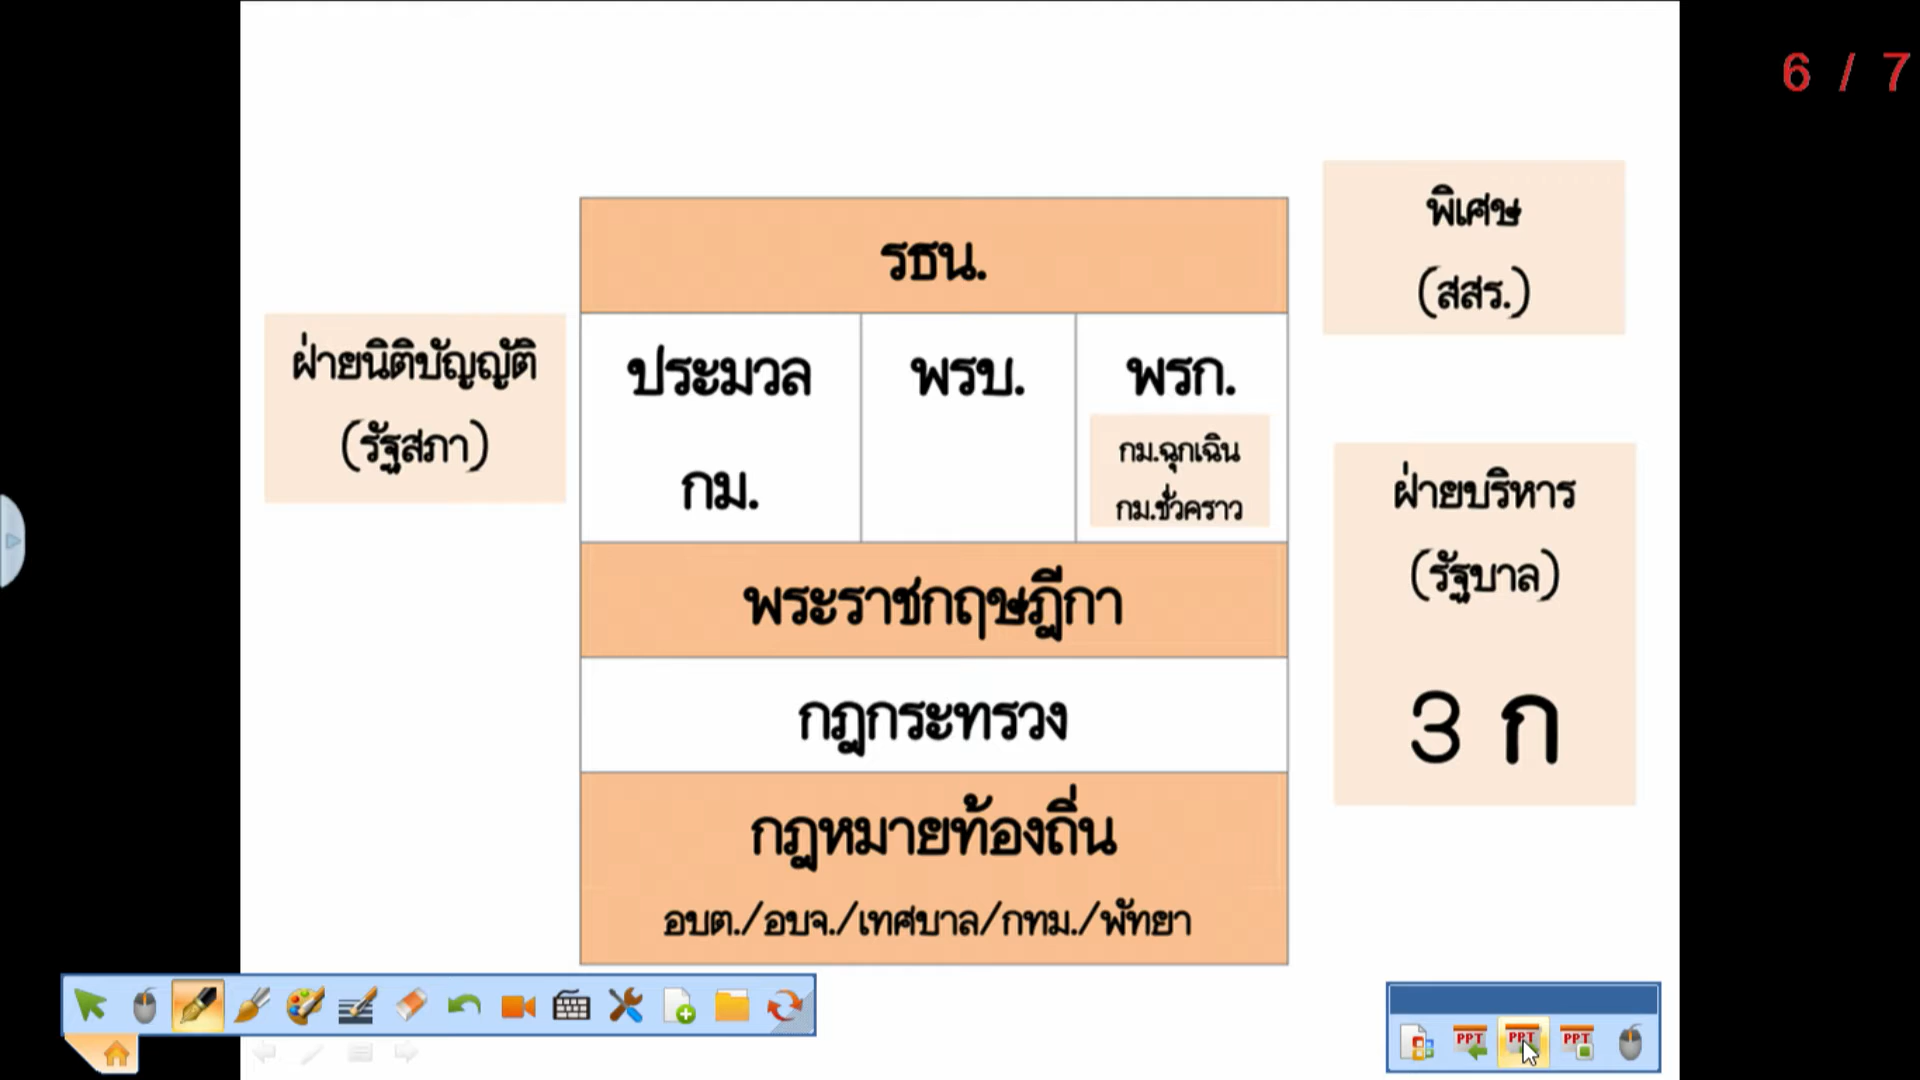 6 / 7
พิเศษ
(สสร.)
รธน.
ฝ่ายนิติบัญญัติ
(รัฐสภา)
ประมวล
กม.
พรบ.
พรก.
กม.ฉุกเฉิน
กม.ชั่วคราว
ฝ่ายบริหาร
(รัฐบาล)
3 ก
พระราชกฤษฎีกา
กฎกระทรวง
กฎหมายท้องถิ่น
อบต./อบจ./เทศบาล/กทม./พัทยา
PPT
PPT
PPT